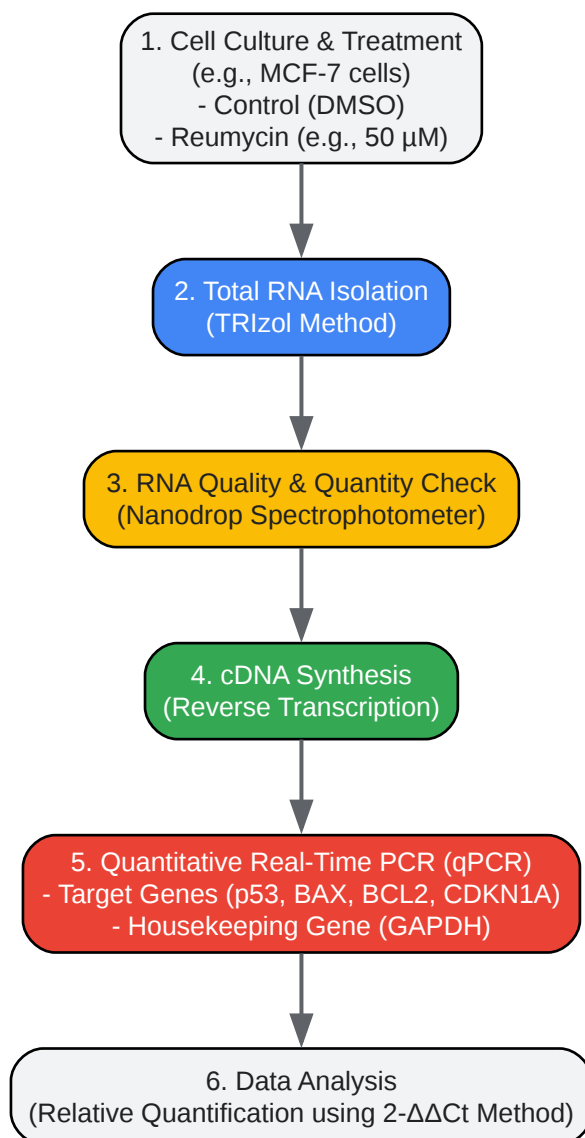 1. Cell Culture & Treatment
(e.g., MCF-7 cells)
- Control (DMSO)
- Reumycin (e.g., 50 µM)
2. Total RNA Isolation
(TRIzol Method)
3. RNA Quality & Quantity Check
(Nanodrop Spectrophotometer)
4. cDNA Synthesis
(Reverse Transcription)
5. Quantitative Real-Time PCR (qPCR)
- Target Genes (p53, BAX, BCL2, CDKN1A)
- Housekeeping Gene (GAPDH)
6. Data Analysis
(Relative Quantification using 2-ΔΔCt Method)